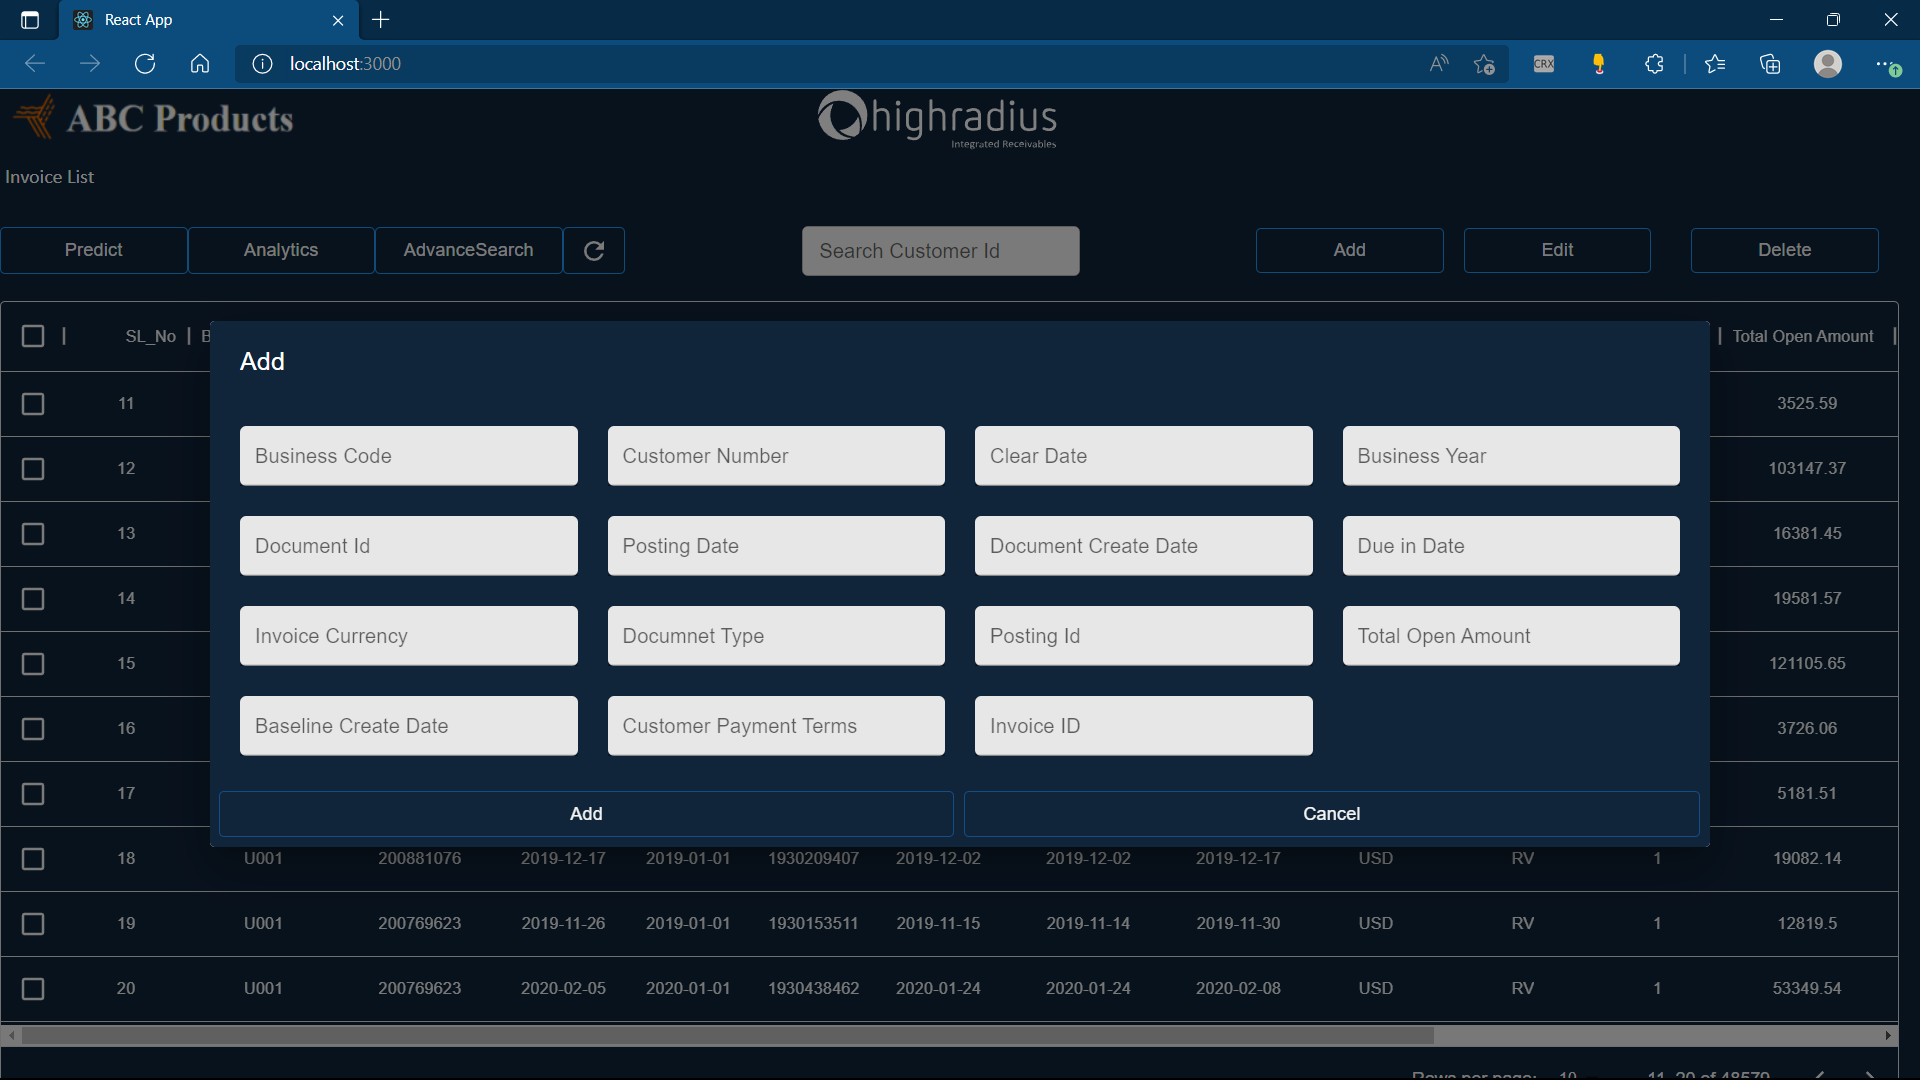 React App
localhost:3000
CRX
ABC Products
highradius
Integrated Receivables
Invoice List
Predict Analytics AdvanceSearch Search Customer Id Add Edit Delete
SL_No B Total Open Amount
Add
11 3525.59
Business Code Customer Number Clear Date Business Year
12 103147.37
13 16381.45
Document Id Posting Date Document Create Date Due in Date
14 19581.57
Invoice Currency Documnet Type Posting Id Total Open Amount
15 121105.65
16 3726.06
Baseline Create Date Customer Payment Terms Invoice ID
17 5181.51
Add Cancel
18 U001 200881076 2019-12-17 2019-01-01 1930209407 2019-12-02 2019-12-02 2019-12-17 USD RV 1 19082.14
19 U001 200769623 2019-11-26 2019-01-01 1930153511 2019-11-15 2019-11-14 2019-11-30 USD RV 1 12819.5
20 U001 200769623 2020-02-05 2020-01-01 1930438462 2020-01-24 2020-01-24 2020-02-08 USD RV 1 53349.54
Rows per page: 10 11-20 of 48579